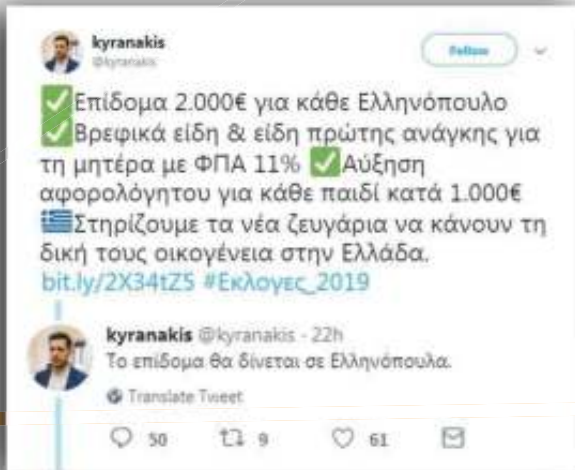 kyranakis
@kyranakis
Follow
✅Επίδομα 2.000€ για κάθε Ελληνόπουλο
✅Βρεφικά είδη & είδη πρώτης ανάγκης για
τη μητέρα με ΦΠΑ 11% ✅Αύξηση
αφορολόγητου για κάθε παιδί κατά 1.000€
🇬🇷Στηρίζουμε τα νέα ζευγάρια να κάνουν τη
δική τους οικογένεια στην Ελλάδα.
bit.ly/2X34tZ5 #Εκλογες_2019
kyranakis @kyranakis - 22h
Το επίδομα θα δίνεται σε Ελληνόπουλα.
Translate Tweet
50 9 61